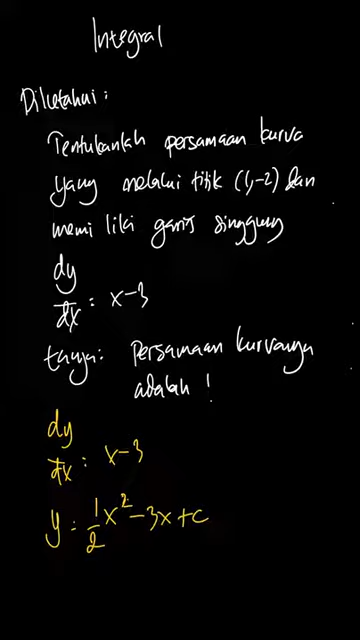 Integral
Diketahui:
Tentukanlah persamaan kurva
yang melalui titik (1,-2) dan
memiliki garis singgung
dy
dx = x-3
tanya: Persamaan kurvanya
adalah !
dy
dx = x-3
y = 1/2 x² - 3x + c